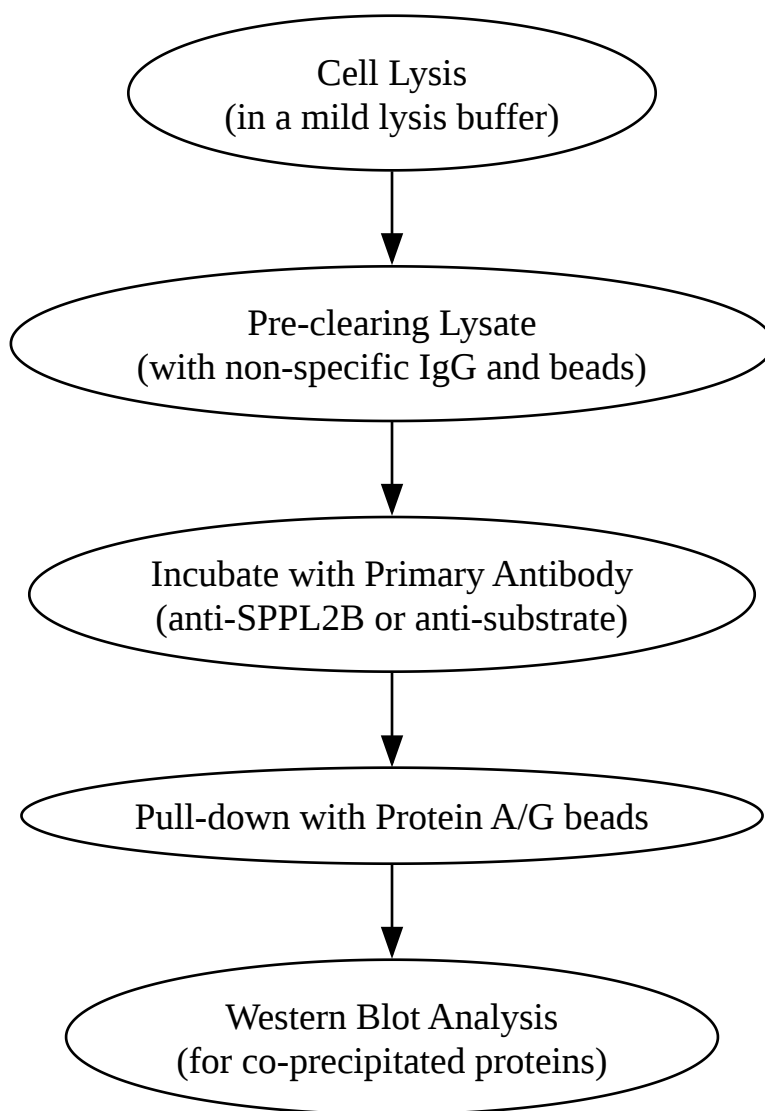 Cell Lysis
(in a mild lysis buffer)
Pre-clearing Lysate
(with non-specific IgG and beads)
Incubate with Primary Antibody
(anti-SPPL2B or anti-substrate)
Pull-down with Protein A/G beads
Western Blot Analysis
(for co-precipitated proteins)